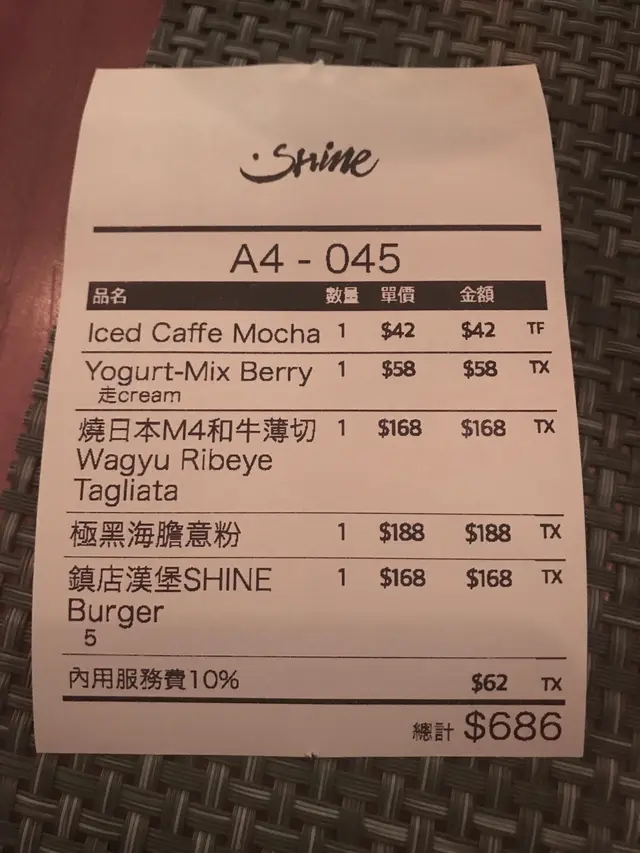 SHine
A4 - 045
品名 數量 單價 金額
Iced Caffe Mocha 1 $42 $42 TF
Yogurt-Mix Berry 1 $58 $58 TX
走cream
燒日本M4和牛薄切 1 $168 $168 TX
Wagyu Ribeye
Tagliata
極黑海膽意粉 1 $188 $188 TX
鎮店漢堡SHINE 1 $168 $168 TX
Burger
5
內用服務費10% $62 TX
總計 $686